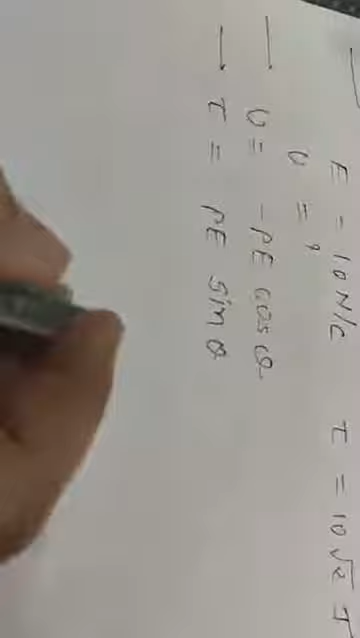 E = 10 N/C τ = 10√2 J
U = ?
U = -PE cos θ
τ = PE sin θ